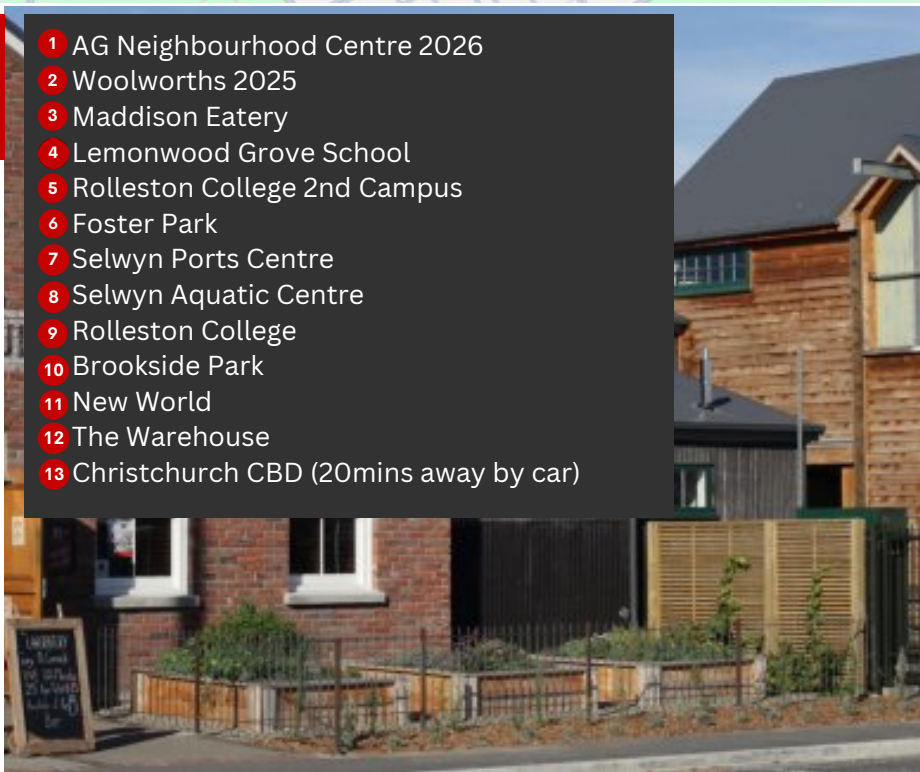 1 AG Neighbourhood Centre 2026
2 Woolworths 2025
3 Maddison Eatery
4 Lemonwood Grove School
5 Rolleston College 2nd Campus
6 Foster Park
7 Selwyn Ports Centre
8 Selwyn Aquatic Centre
9 Rolleston College
10 Brookside Park
11 New World
12 The Warehouse
13 Christchurch CBD (20mins away by car)